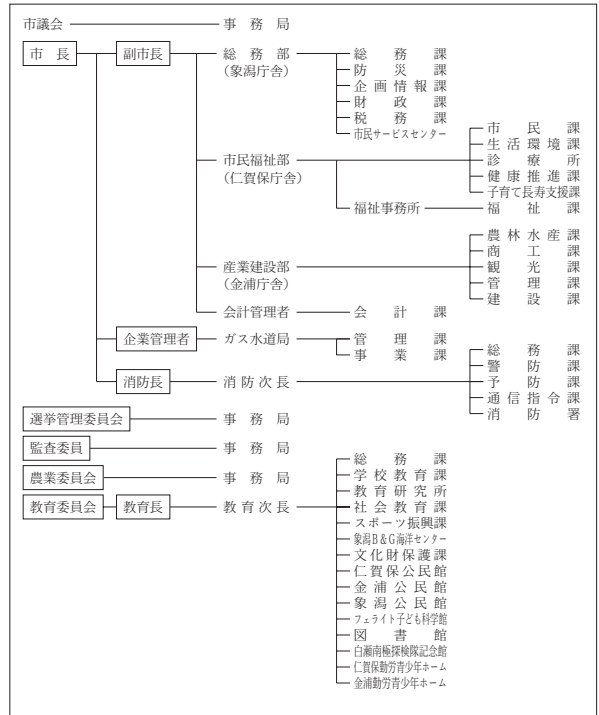 市議会 事務局
市長 副市長 総務部 総務課
(象潟庁舎) 防災課
企画情報課
財政課
税務課
市民サービスセンター
市民福祉部 市民課
(仁賀保庁舎) 生活環境課
診療所
健康推進課
子育て長寿支援課
福祉事務所 福祉課
産業建設部 農林水産課
(金浦庁舎) 商工課
観光課
管理課
建設課
会計管理者 会計課
企業管理者 ガス水道局 管理課
事業課
消防長 消防次長 総務課
警防課
予防課
通信指令課
消防署
選挙管理委員会 事務局
監査委員 事務局
農業委員会 事務局
教育委員会 教育長 教育次長 総務課
学校教育課
教育研究所
社会教育課
スポーツ振興課
象潟B&G海洋センター
文化財保護課
仁賀保公民館
金浦公民館
象潟公民館
フェライト子ども科学館
図書館
白瀬南極探検隊記念館
仁賀保勤労青少年ホーム
金浦勤労青少年ホーム